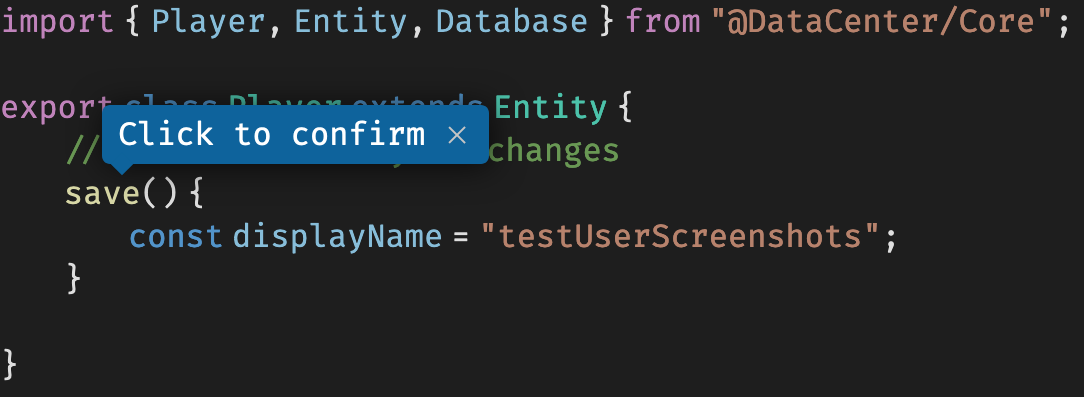 import { Player, Entity, Database } from "@DataCenter/Core";
export class Player extends Entity {
Click to confirm ×
// changes
save() {
const displayName = "testUserScreenshots";
}
}